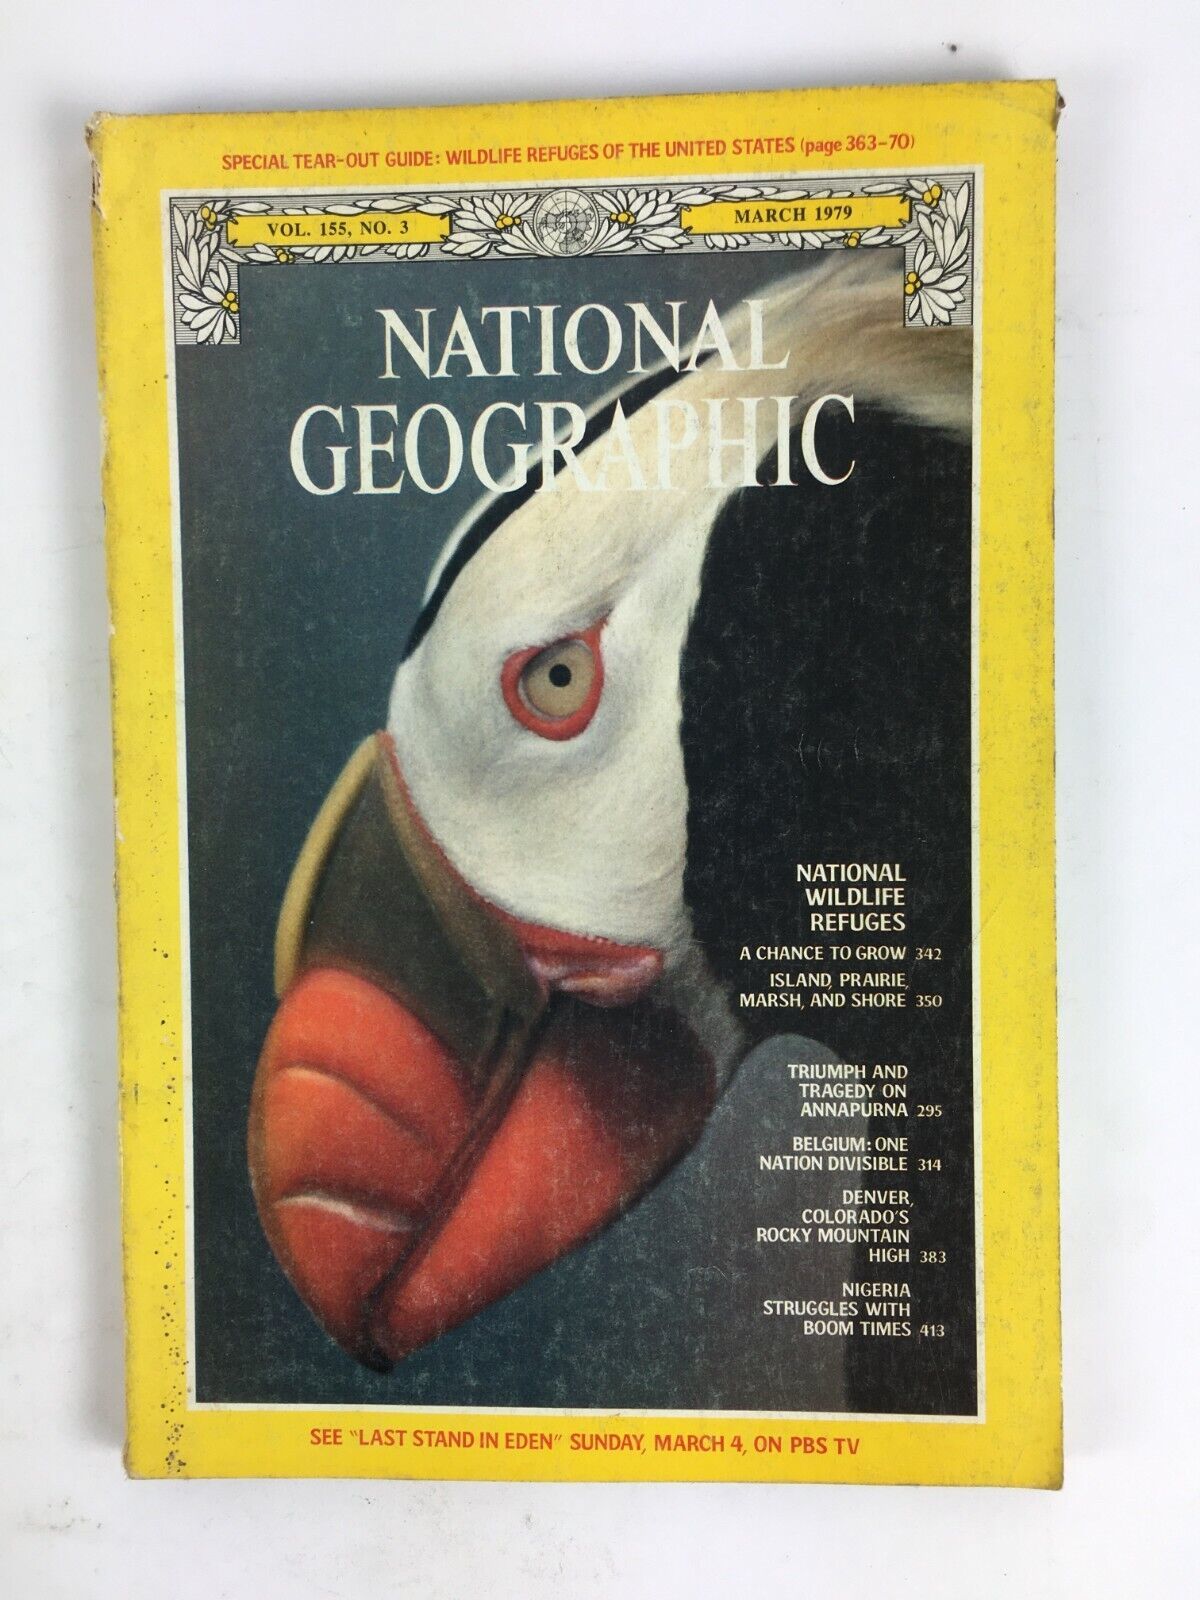 SPECIAL TEAR-OUT GUIDE: WILDLIFE REFUGES OF THE UNITED STATES (page 363-70)
VOL. 155, NO. 3
MARCH 1979
NATIONAL
GEOGRAPHIC
NATIONAL
WILDLIFE
REFUGES
A CHANCE TO GROW 342
ISLAND, PRAIRIE,
MARSH, AND SHORE 350
TRIUMPH AND
TRAGEDY ON
ANNAPURNA 295
BELGIUM: ONE
NATION DIVISIBLE 314
DENVER,
COLORADO'S
ROCKY MOUNTAIN
HIGH 383
NIGERIA
STRUGGLES WITH
BOOM TIMES 413
SEE "LAST STAND IN EDEN" SUNDAY, MARCH 4, ON PBS TV